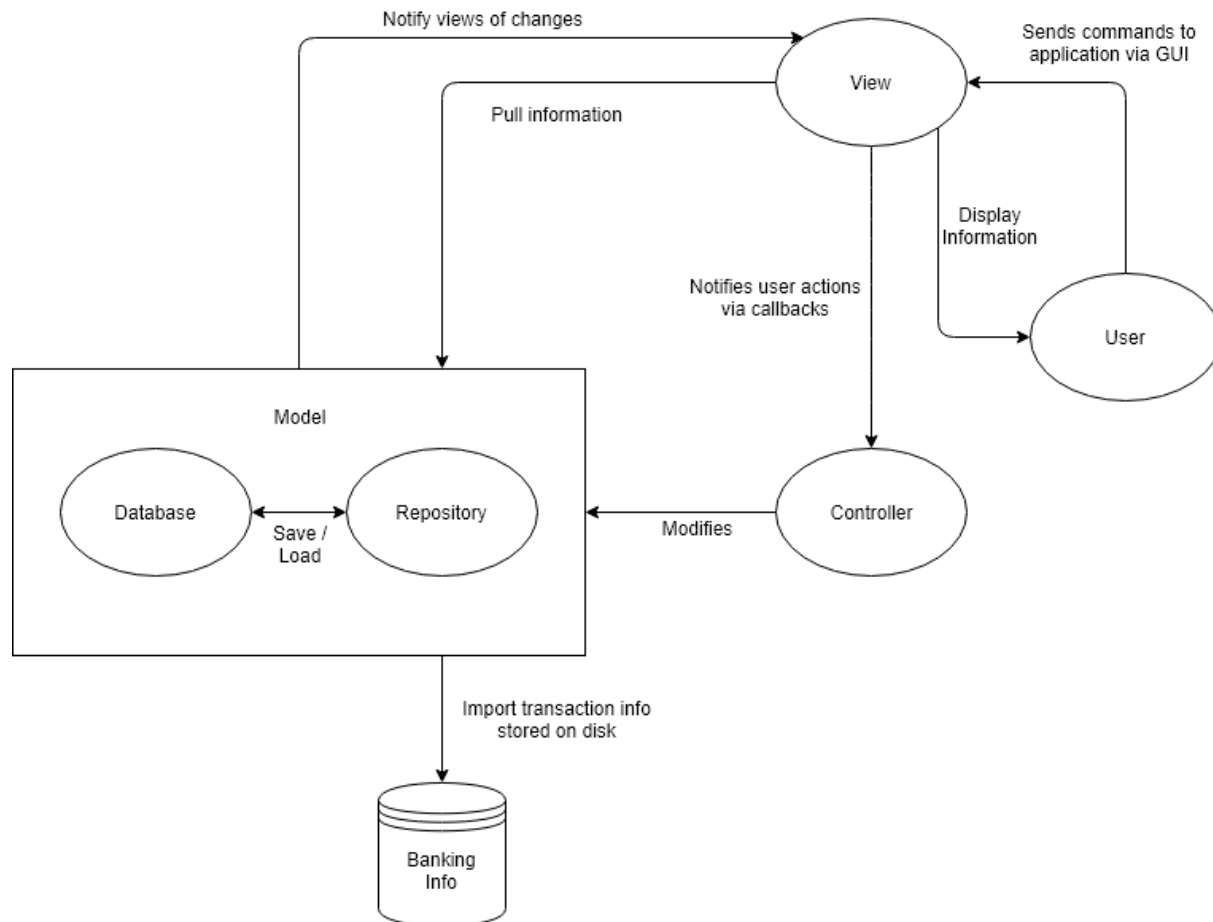 Notify views of changes
Sends commands to
application via GUI
View
Pull information
Display
Information
Notifies user actions
via callbacks
User
Model
Database
Repository
Controller
Save /
Load
Modifies
Import transaction info
stored on disk
Banking
Info